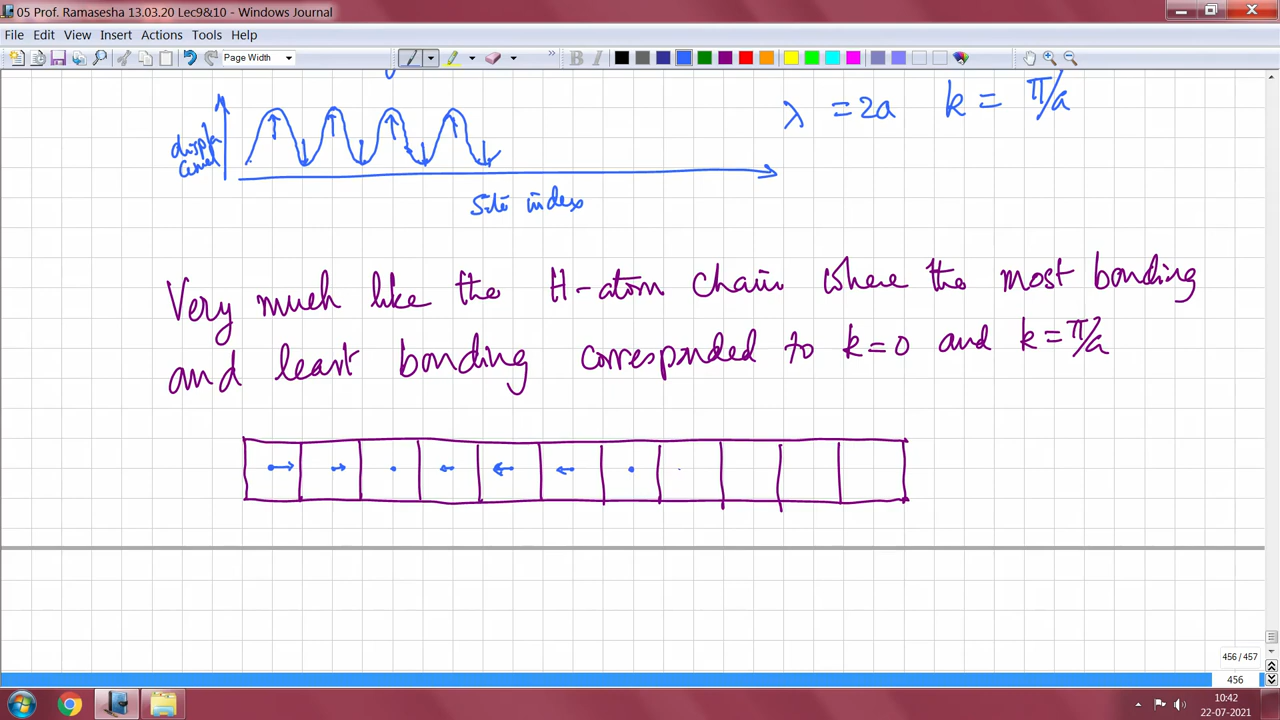 05 Prof. Ramasesha 13.03.20 Lec9&10 - Windows Journal
File Edit View Insert Actions Tools Help
Page Width
B I
λ = 2a k = π/a
displa
cement
Site index
Very much like the H-atom chain where the most bonding
and least bonding corresponded to k=0 and k=π/a
456 / 457
456
10:42
22-07-2021